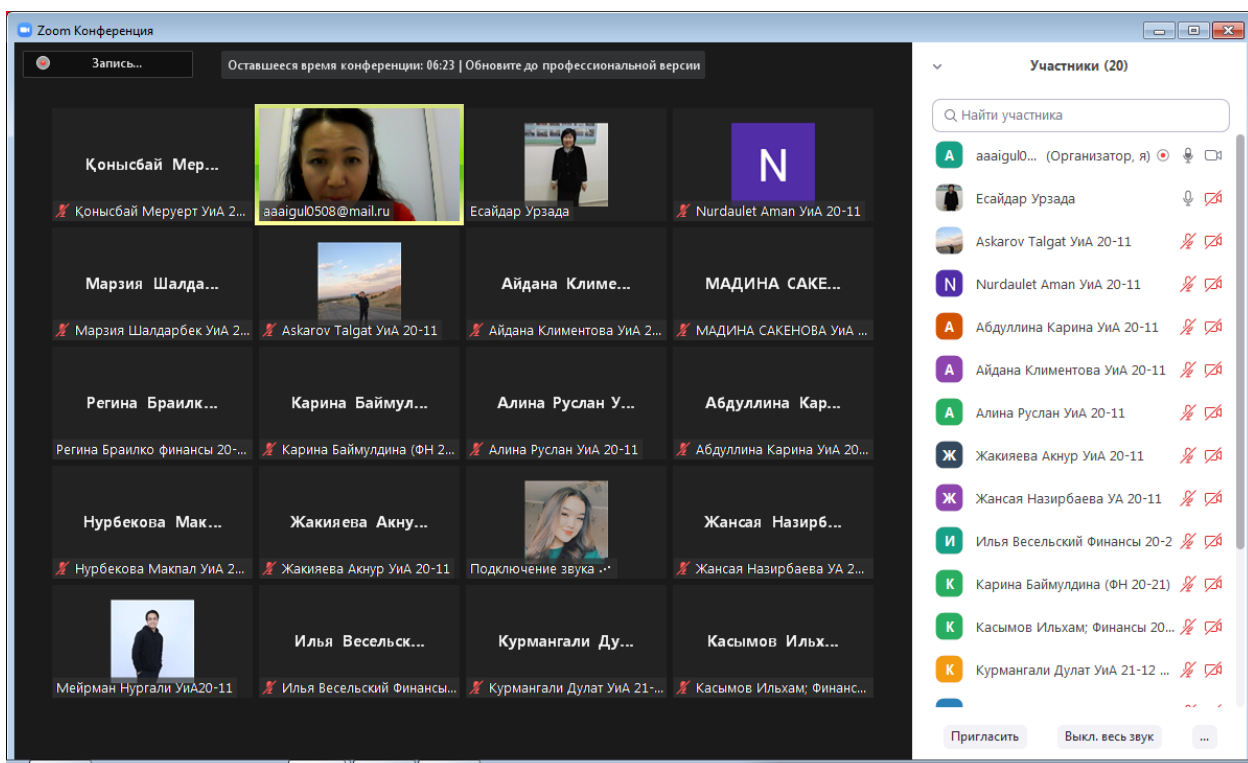 Zoom Конференция
Запись...
Оставшееся время конференции: 06:23 | Обновите до профессиональной версии
Қонысбай Мер...
Қонысбай Меруерт УиА 2...
aaaigul0508@mail.ru
Есайдар Урзада
N
Nurdaulet Aman УиА 20-11
Марзия Шалда...
Марзия Шалдарбек УиА 2...
Askarov Talgat УиА 20-11
Айдана Климе...
Айдана Климентова УиА 2...
МАДИНА САКЕ...
МАДИНА САКЕНОВА УиА ...
Регина Браилк...
Регина Браилко финансы 20-...
Карина Баймул...
Карина Баймулдина (ФН 2...
Алина Руслан У...
Алина Руслан УиА 20-11
Абдуллина Кар...
Абдуллина Карина УиА 20...
Нурбекова Мак...
Нурбекова Макпал УиА 2...
Жакияева Акну...
Жакияева Акнур УиА 20-11
Подключение звука
Жансая Назирб...
Жансая Назирбаева УА 2...
Мейрман Нургали УиА20-11
Илья Весельск...
Илья Весельский Финансы...
Курмангали Ду...
Курмангали Дулат УиА 21-...
Касымов Ильх...
Касымов Ильхам; Финанс...
Участники (20)
Найти участника
A aaaigul0... (Организатор, я)
Есайдар Урзада
Askarov Talgat УиА 20-11
N Nurdaulet Aman УиА 20-11
А Абдуллина Карина УиА 20-11
А Айдана Климентова УиА 20-11
А Алина Руслан УиА 20-11
Ж Жакияева Акнур УиА 20-11
Ж Жансая Назирбаева УА 20-11
И Илья Весельский Финансы 20-2
К Карина Баймулдина (ФН 20-21)
К Касымов Ильхам; Финансы 20...
К Курмангали Дулат УиА 21-12 ...
Пригласить
Выкл. весь звук
...